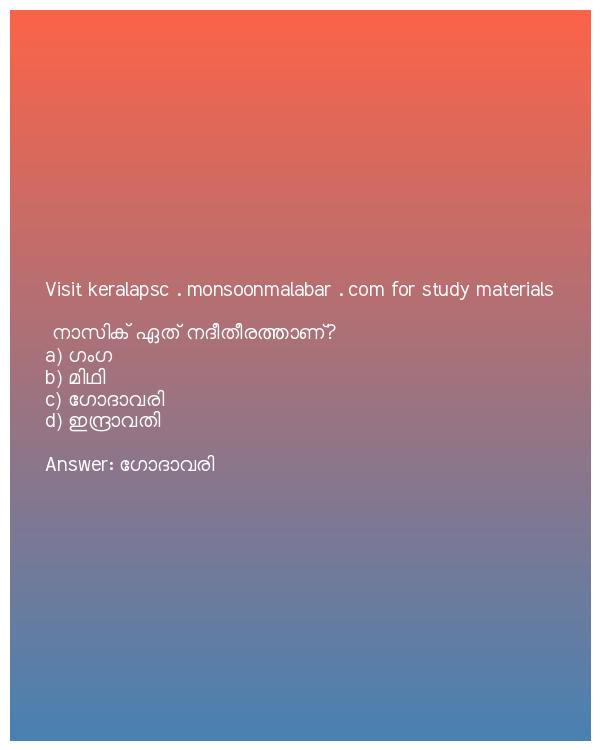 Visit keralapsc . monsoonmalabar . com for study materials
നാസിക് ഏത് നദീതീരത്താണ്?
a) ഗംഗ
b) മിഥി
c) ഗോദാവരി
d) ഇന്ദ്രാവതി
Answer: ഗോദാവരി